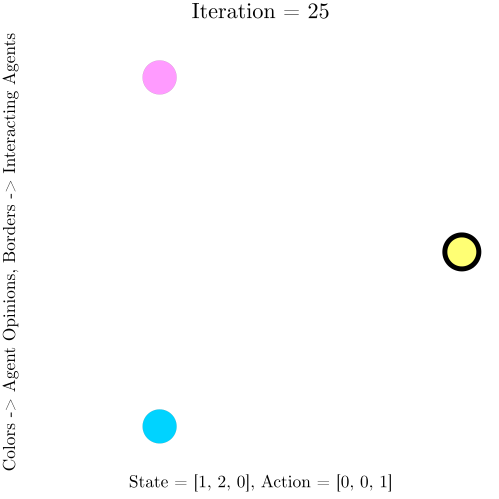 Iteration = 25
Colors -> Agent Opinions, Borders -> Interacting Agents
State = [1, 2, 0], Action = [0, 0, 1]